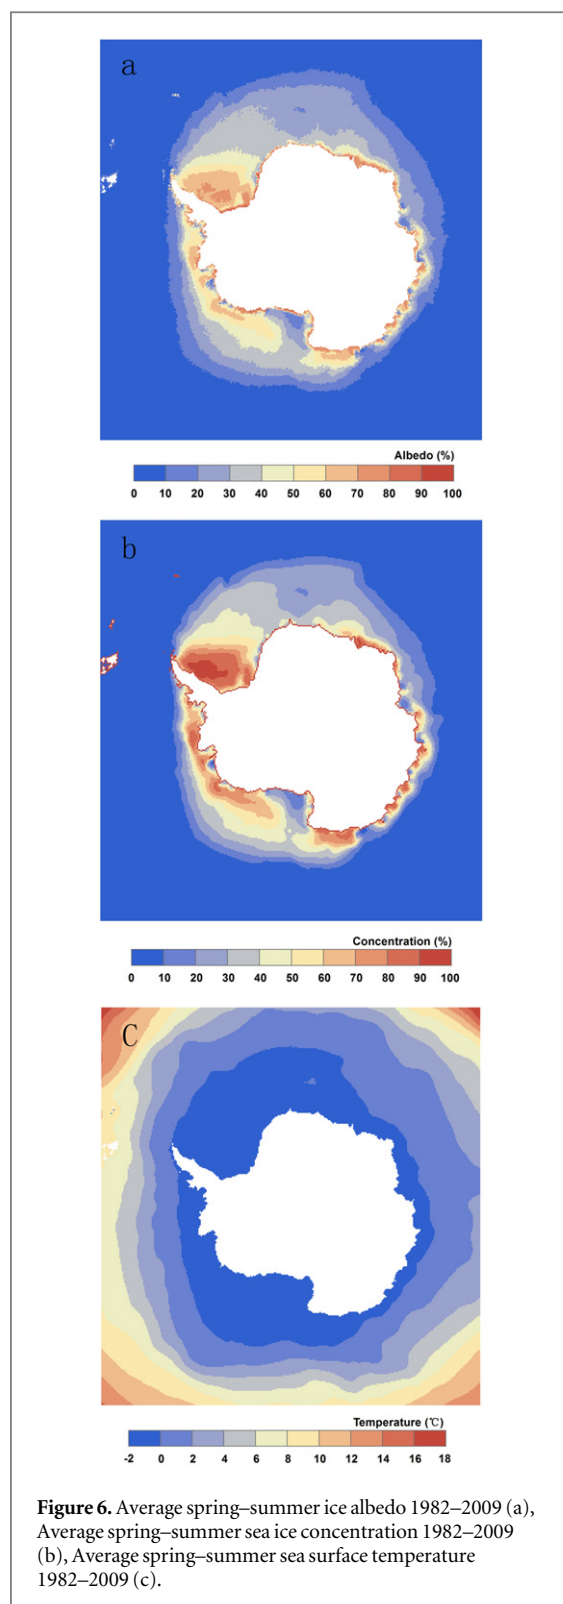 a
Albedo (%)
0 10 20 30 40 50 60 70 80 90 100
b
Concentration (%)
0 10 20 30 40 50 60 70 80 90 100
C
Temperature (℃)
-2 0 2 4 6 8 10 12 14 16 18
Figure 6. Average spring–summer ice albedo 1982–2009 (a),
Average spring–summer sea ice concentration 1982–2009
(b), Average spring–summer sea surface temperature
1982–2009 (c).